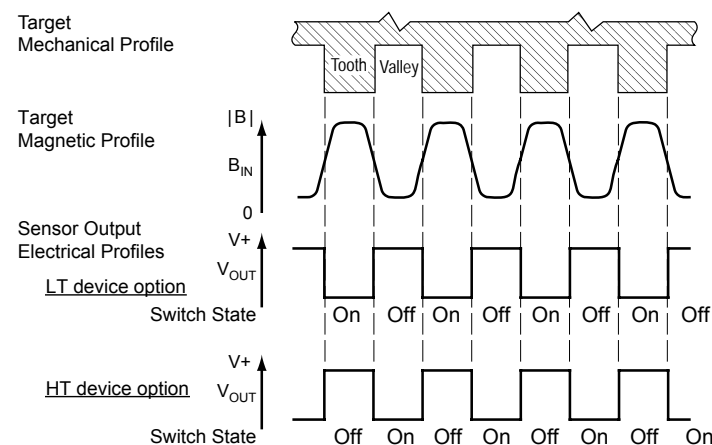 Target
Mechanical Profile
Tooth Valley
Target
Magnetic Profile
|B|
B_IN
0
Sensor Output
Electrical Profiles
V+
V_OUT
LT device option
Switch State On Off On Off On Off On Off
V+
HT device option
V_OUT
Switch State Off On Off On Off On Off On